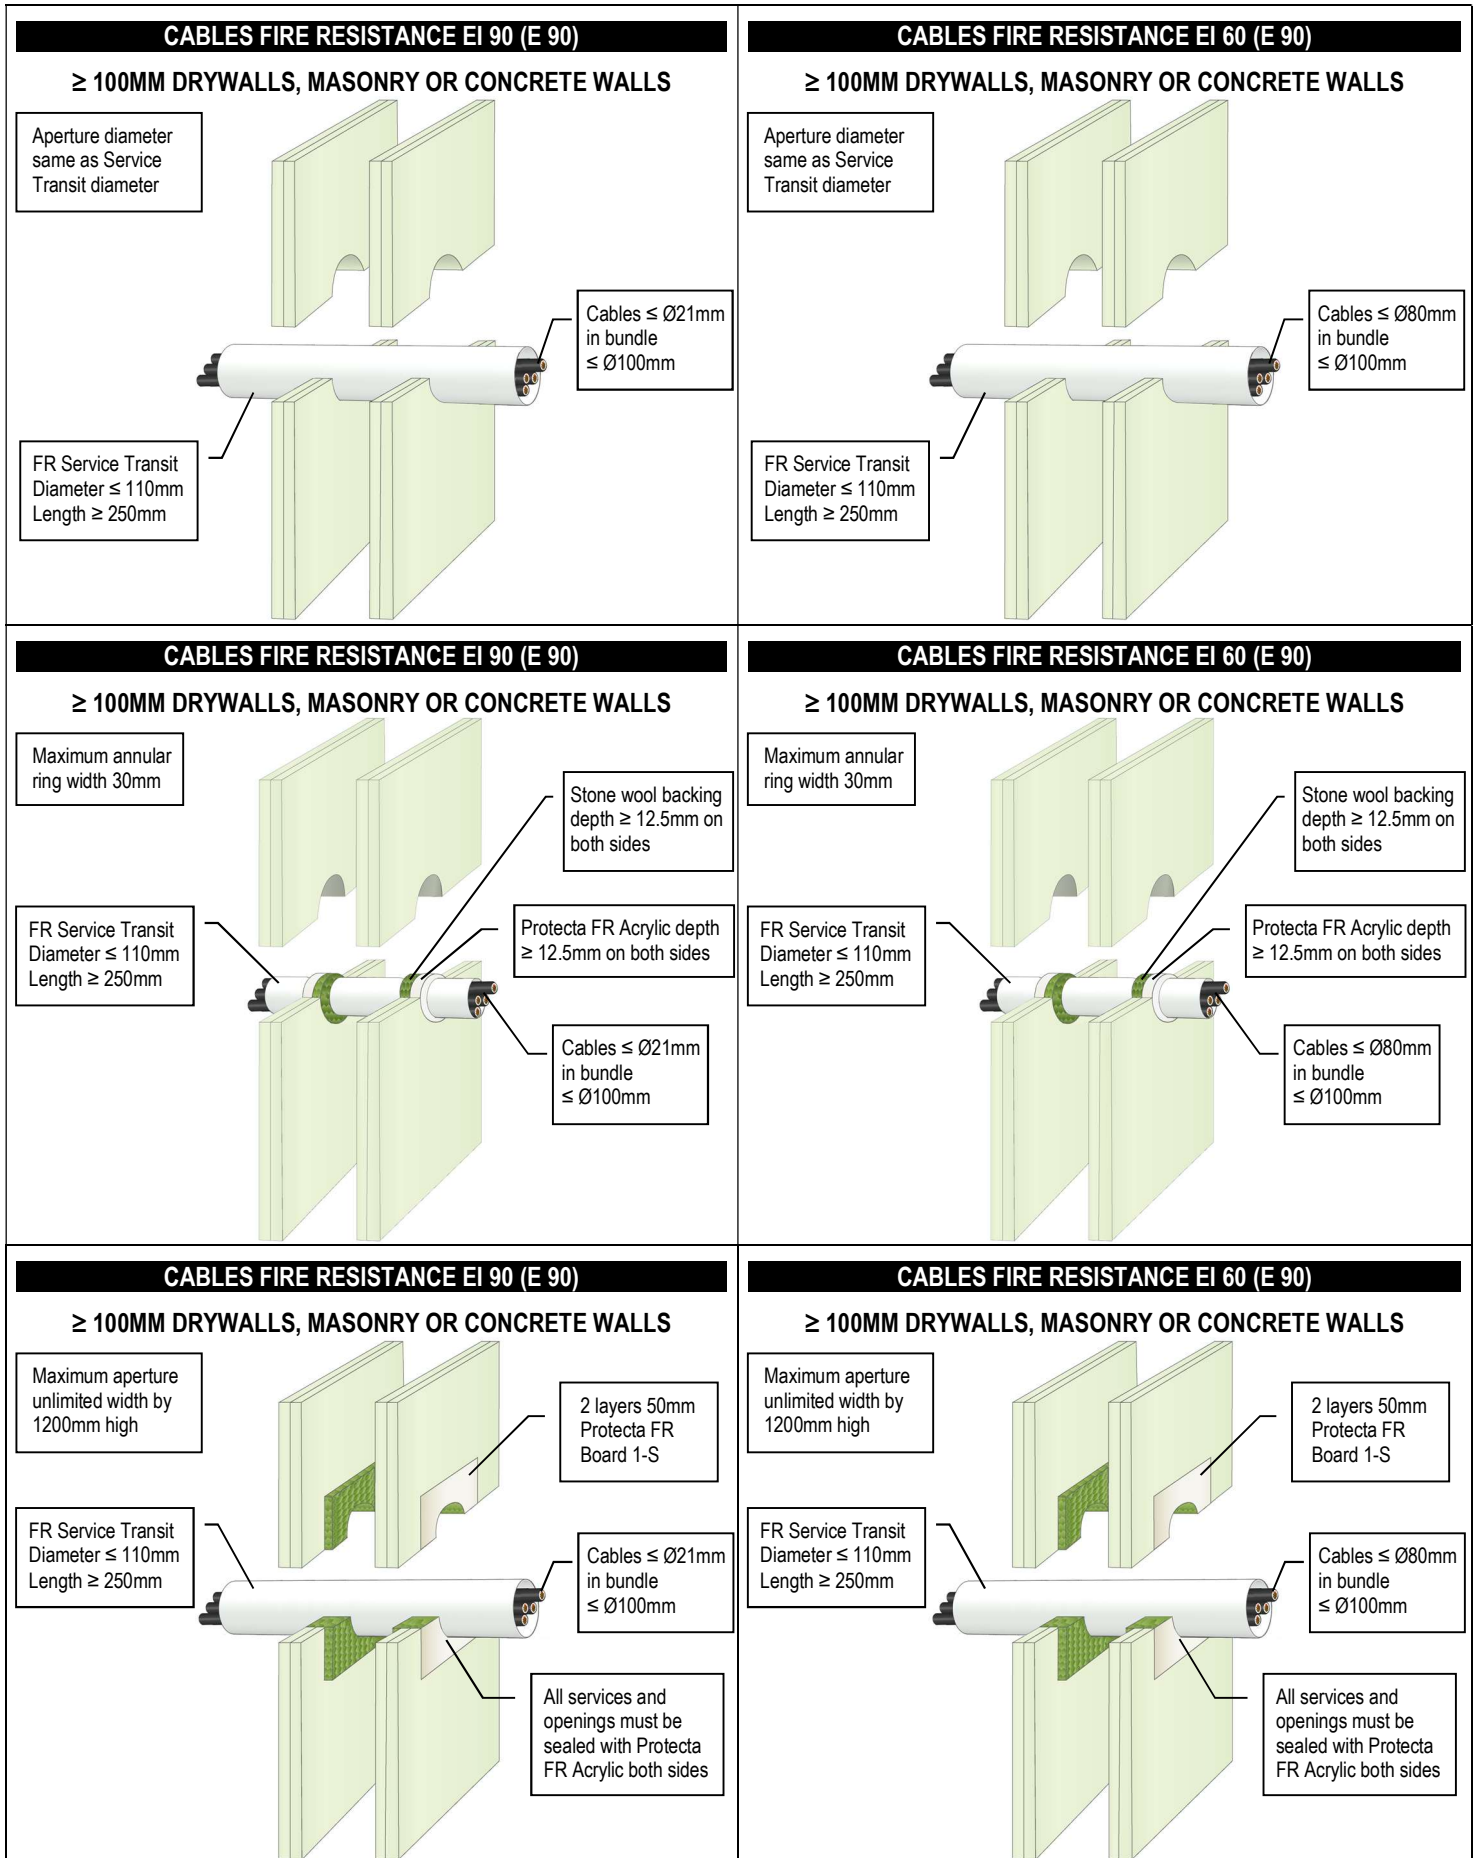 CABLES FIRE RESISTANCE EI 90 (E 90)
≥ 100MM DRYWALLS, MASONRY OR CONCRETE WALLS
Aperture diameter
same as Service
Transit diameter
Cables ≤ Ø21mm
in bundle
≤ Ø100mm
FR Service Transit
Diameter ≤ 110mm
Length ≥ 250mm
CABLES FIRE RESISTANCE EI 60 (E 90)
≥ 100MM DRYWALLS, MASONRY OR CONCRETE WALLS
Aperture diameter
same as Service
Transit diameter
Cables ≤ Ø80mm
in bundle
≤ Ø100mm
FR Service Transit
Diameter ≤ 110mm
Length ≥ 250mm
CABLES FIRE RESISTANCE EI 90 (E 90)
≥ 100MM DRYWALLS, MASONRY OR CONCRETE WALLS
Maximum annular
ring width 30mm
Stone wool backing
depth ≥ 12.5mm on
both sides
FR Service Transit
Diameter ≤ 110mm
Length ≥ 250mm
Protecta FR Acrylic depth
≥ 12.5mm on both sides
Cables ≤ Ø21mm
in bundle
≤ Ø100mm
CABLES FIRE RESISTANCE EI 60 (E 90)
≥ 100MM DRYWALLS, MASONRY OR CONCRETE WALLS
Maximum annular
ring width 30mm
Stone wool backing
depth ≥ 12.5mm on
both sides
FR Service Transit
Diameter ≤ 110mm
Length ≥ 250mm
Protecta FR Acrylic depth
≥ 12.5mm on both sides
Cables ≤ Ø80mm
in bundle
≤ Ø100mm
CABLES FIRE RESISTANCE EI 90 (E 90)
≥ 100MM DRYWALLS, MASONRY OR CONCRETE WALLS
Maximum aperture
unlimited width by
1200mm high
2 layers 50mm
Protecta FR
Board 1-S
FR Service Transit
Diameter ≤ 110mm
Length ≥ 250mm
Cables ≤ Ø21mm
in bundle
≤ Ø100mm
All services and
openings must be
sealed with Protecta
FR Acrylic both sides
CABLES FIRE RESISTANCE EI 60 (E 90)
≥ 100MM DRYWALLS, MASONRY OR CONCRETE WALLS
Maximum aperture
unlimited width by
1200mm high
2 layers 50mm
Protecta FR
Board 1-S
FR Service Transit
Diameter ≤ 110mm
Length ≥ 250mm
Cables ≤ Ø80mm
in bundle
≤ Ø100mm
All services and
openings must be
sealed with Protecta
FR Acrylic both sides